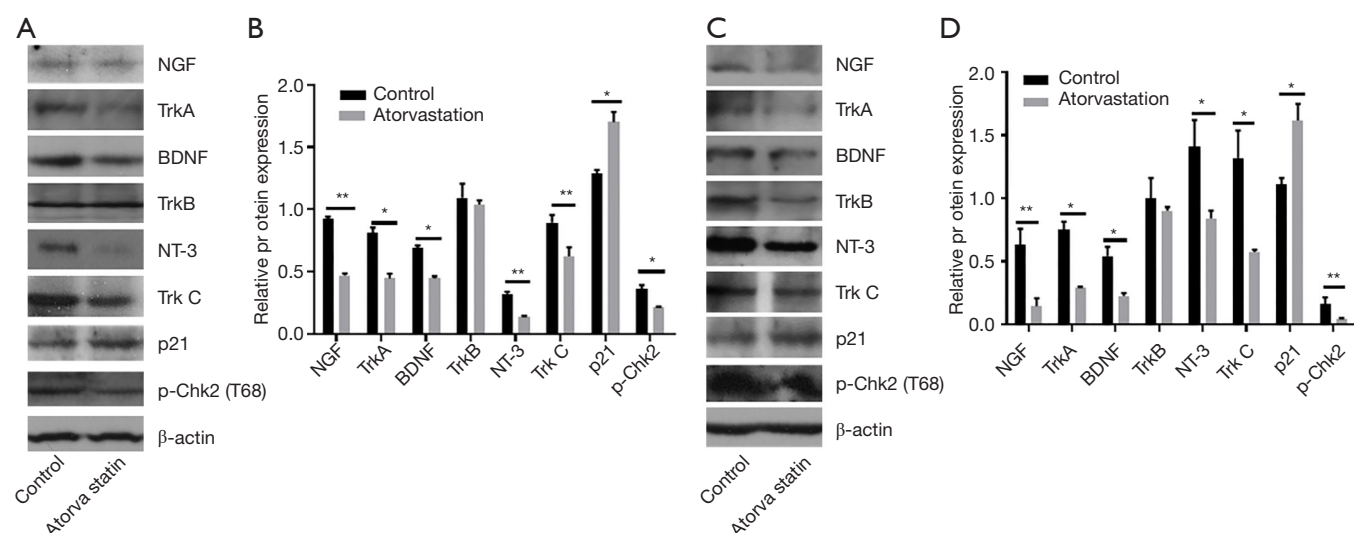 A
NGF
TrkA
BDNF
TrkB
NT-3
Trk C
p21
p-Chk2 (T68)
β-actin
Control
Atorva statin
B
Relative pr otein expression
2.0
1.5
1.0
0.5
0.0
Control
Atorvastation
**
*
*
**
**
*
*
NGF
TrkA
BDNF
TrkB
NT-3
Trk C
p21
p-Chk2
C
NGF
TrkA
BDNF
TrkB
NT-3
Trk C
p21
p-Chk2 (T68)
β-actin
Control
Atorva statin
D
Relative pr otein expression
2.0
1.5
1.0
0.5
0.0
Control
Atorvastation
**
*
*
*
*
*
**
NGF
TrkA
BDNF
TrkB
NT-3
Trk C
p21
p-Chk2